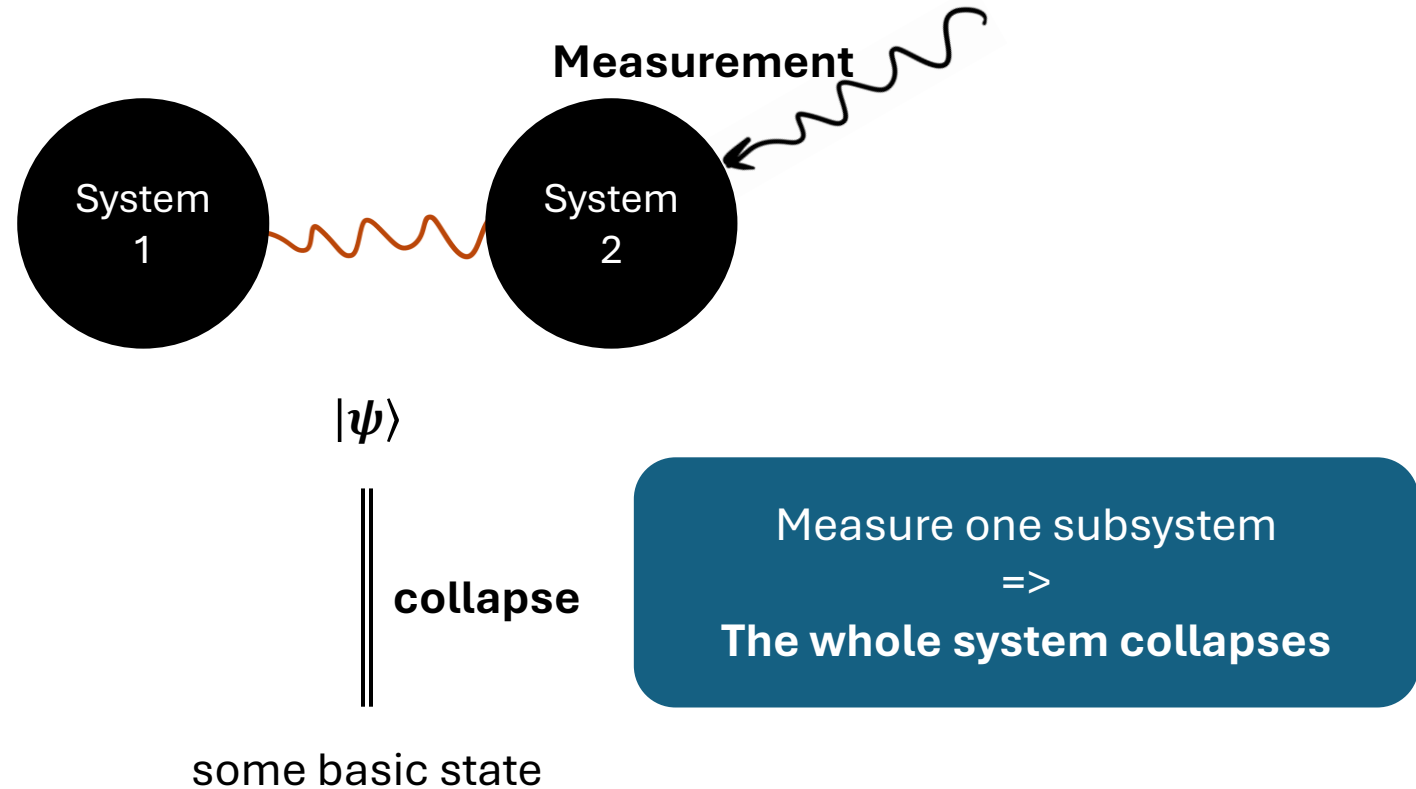 Measurement
System
1
System
2
|ψ⟩
collapse
Measure one subsystem
=>
The whole system collapses
some basic state